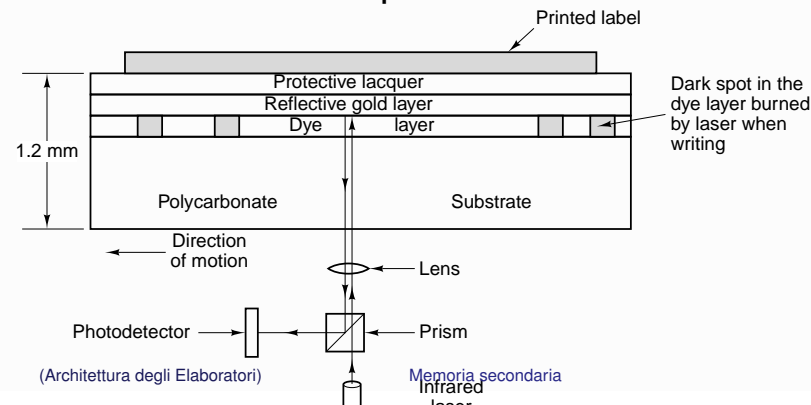 Printed label
Protective lacquer
Reflective gold layer
Dye layer
Dark spot in the
dye layer burned
by laser when
writing
1.2 mm
Polycarbonate Substrate
Direction
of motion
Lens
Photodetector
Prism
(Architettura degli Elaboratori)
Memoria secondaria
Infrared
laser